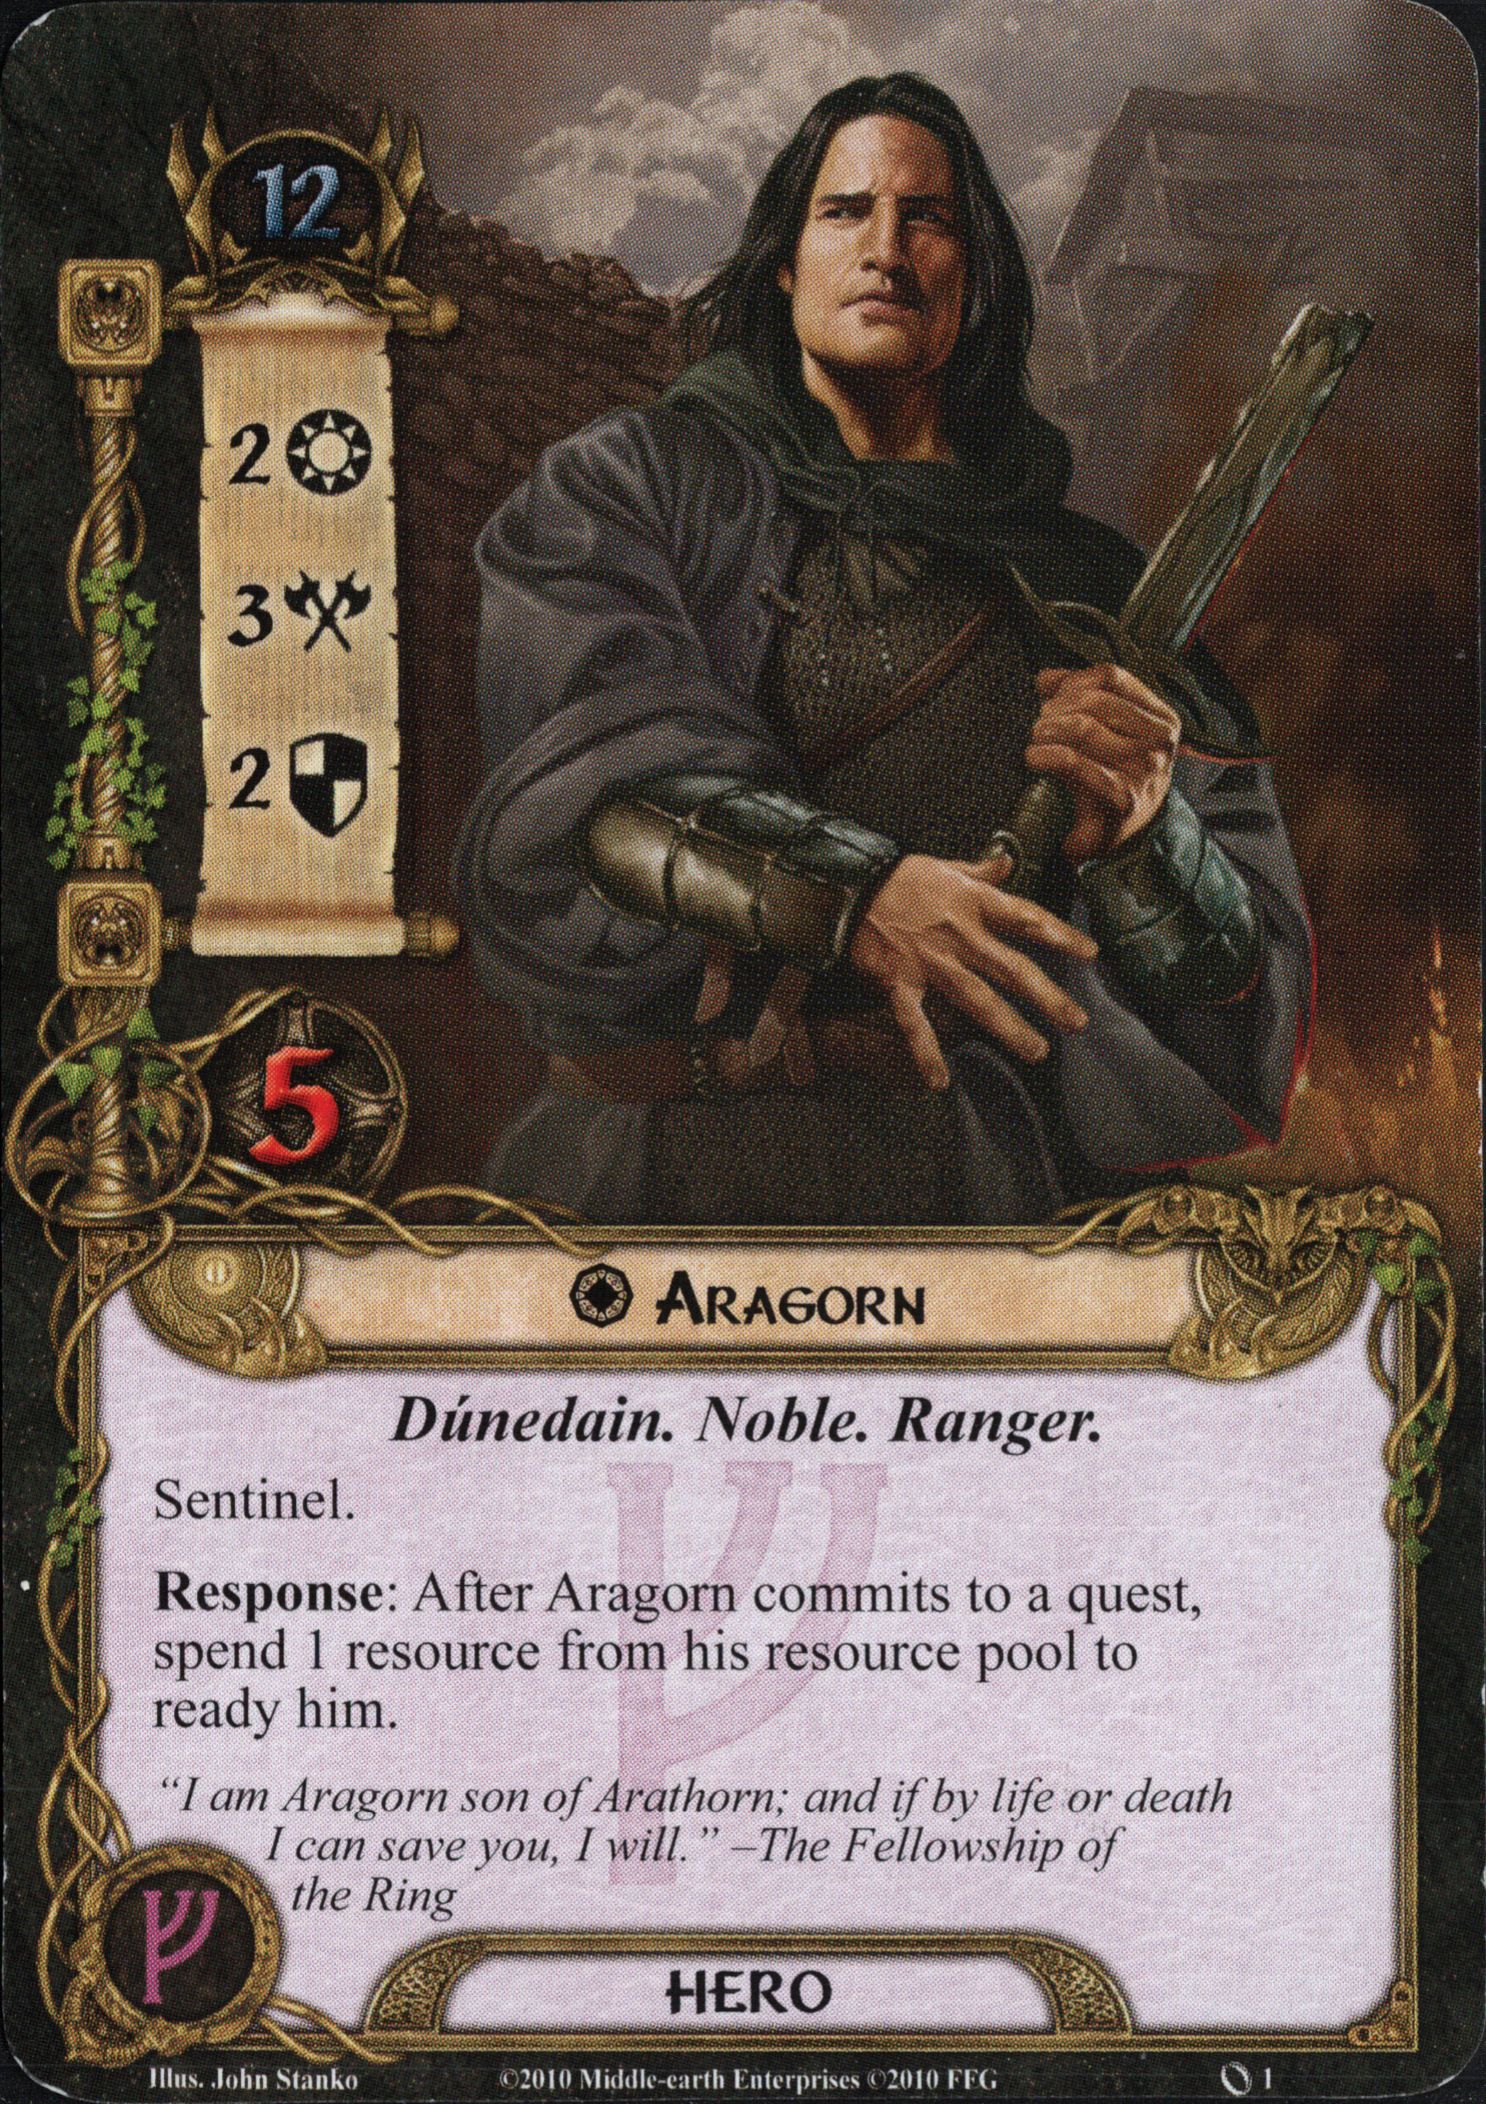 12
2
3
2
5
Aragorn
Dúnedain. Noble. Ranger.
Sentinel.
Response: After Aragorn commits to a quest,
spend 1 resource from his resource pool to
ready him.
“I am Aragorn son of Arathorn; and if by life or death
I can save you, I will.” –The Fellowship of
the Ring
HERO
Illus. John Stanko ©2010 Middle-earth Enterprises ©2010 FFG 1